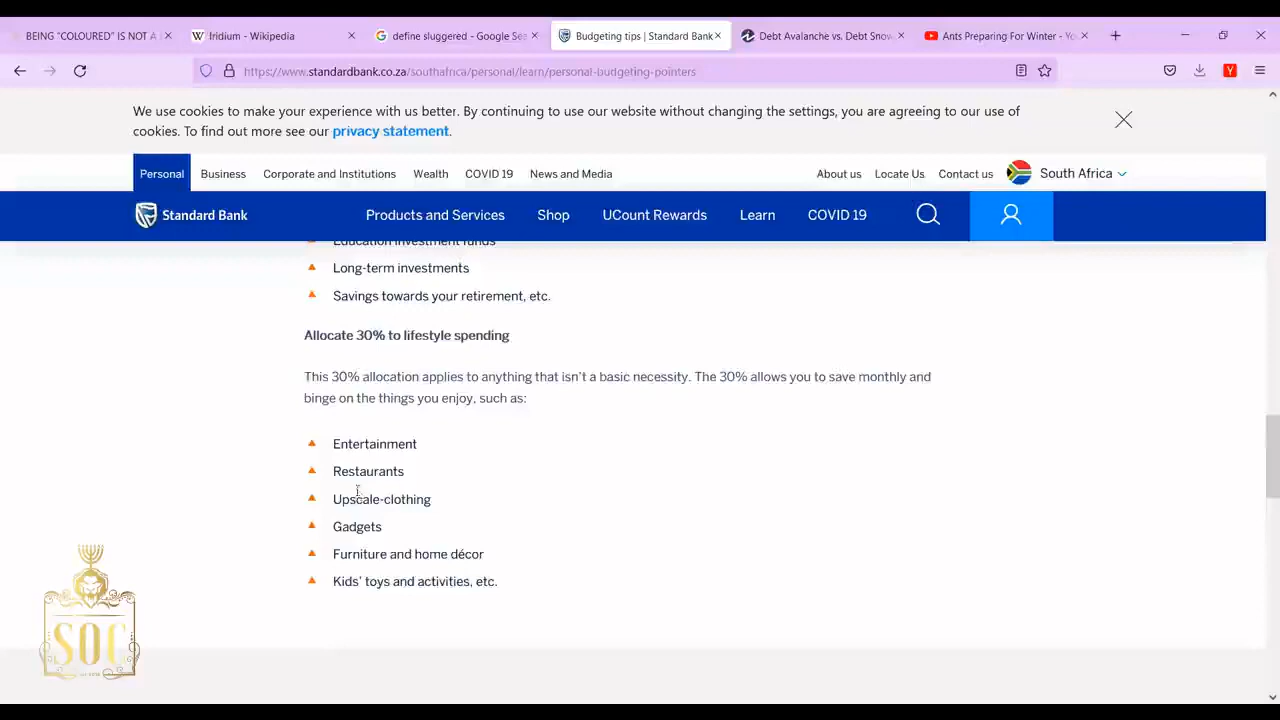 BEING "COLOURED" IS NOT A
Iridium - Wikipedia
define sluggered - Google Sea
Budgeting tips | Standard Bank
Debt Avalanche vs. Debt Snow
Ants Preparing For Winter - Yo
https://www.standardbank.co.za/southafrica/personal/learn/personal-budgeting-pointers
We use cookies to make your experience with us better. By continuing to use our website without changing the settings, you are agreeing to our use of
cookies. To find out more see our privacy statement.
Personal Business Corporate and Institutions Wealth COVID 19 News and Media About us Locate Us Contact us South Africa
Standard Bank Products and Services Shop UCount Rewards Learn COVID 19
Education investment funds
Long-term investments
Savings towards your retirement, etc.
Allocate 30% to lifestyle spending
This 30% allocation applies to anything that isn't a basic necessity. The 30% allows you to save monthly and
binge on the things you enjoy, such as:
Entertainment
Restaurants
Upscale-clothing
Gadgets
Furniture and home décor
Kids' toys and activities, etc.
SOC